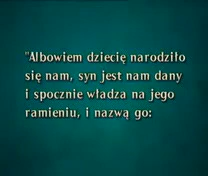 "Albowiem dziecię narodziło
się nam, syn jest nam dany
i spocznie władza na jego
ramieniu, i nazwą go: